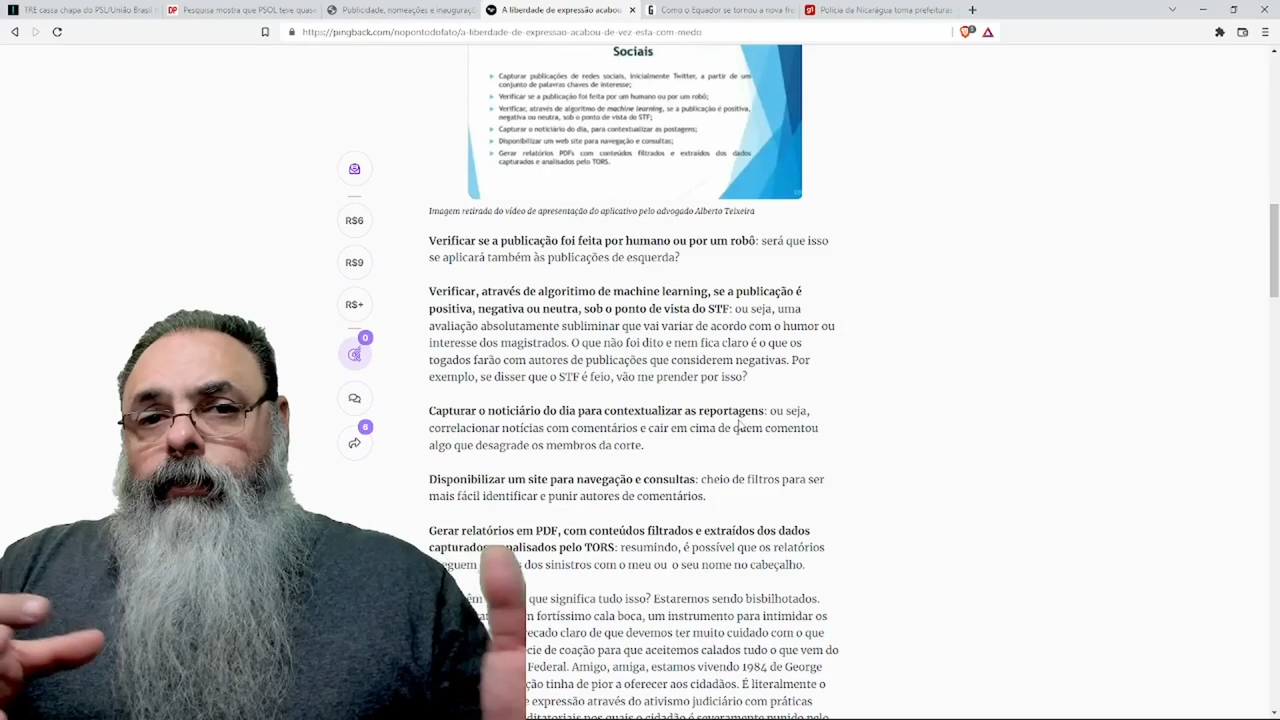 TRE cassa chapa do PSL/União Brasil
Pesquisa mostra que PSOL teve quase
Publicidade, nomeações e inauguraç
A liberdade de expressão acabou
Como o Equador se tornou a nova fr
Polícia da Nicarágua toma prefeituras
https://pingback.com/nopontodofato/a-liberdade-de-expressao-acabou-de-vez-esta-com-medo
Sociais
Capturar publicações de redes sociais, inicialmente Twitter, a partir de um
conjunto de palavras chaves de interesse;
Verificar se a publicação foi feita por um humano ou por um robô;
Verificar, através de algoritmo de machine learning, se a publicação é positiva,
negativa ou neutra, sob o ponto de vista do STF;
Capturar o noticiário do dia, para contextualizar as postagens;
Disponibilizar um web site para navegação e consultas;
Gerar relatórios PDFs com conteúdos filtrados e extraídos dos dados
capturados e analisados pelo TORS.
Imagem retirada do vídeo de apresentação do aplicativo pelo advogado Alberto Teixeira
R$6
R$9
R$+
0
6
Verificar se a publicação foi feita por humano ou por um robô: será que isso
se aplicará também às publicações de esquerda?
Verificar, através de algoritimo de machine learning, se a publicação é
positiva, negativa ou neutra, sob o ponto de vista do STF: ou seja, uma
avaliação absolutamente subliminar que vai variar de acordo com o humor ou
interesse dos magistrados. O que não foi dito e nem fica claro é o que os
togados farão com autores de publicações que considerem negativas. Por
exemplo, se disser que o STF é feio, vão me prender por isso?
Capturar o noticiário do dia para contextualizar as reportagens: ou seja,
correlacionar notícias com comentários e cair em cima de quem comentou
algo que desagrade os membros da corte.
Disponibilizar um site para navegação e consultas: cheio de filtros para ser
mais fácil identificar e punir autores de comentários.
Gerar relatórios em PDF, com conteúdos filtrados e extraídos dos dados
capturados analisados pelo TORS: resumindo, é possível que os relatórios
dos sinistros com o meu ou o seu nome no cabeçalho.
que significa tudo isso? Estaremos sendo bisbilhotados.
fortíssimo cala boca, um instrumento para intimidar os
recado claro de que devemos ter muito cuidado com o que
cie de coação para que aceitemos calados tudo o que vem do
Federal. Amigo, amiga, estamos vivendo 1984 de George
ção tinha de pior a oferecer aos cidadãos. É literalmente o
e expressão através do ativismo judiciário com práticas
ditatoriais nos quais o cidadão é severamente punido pelo